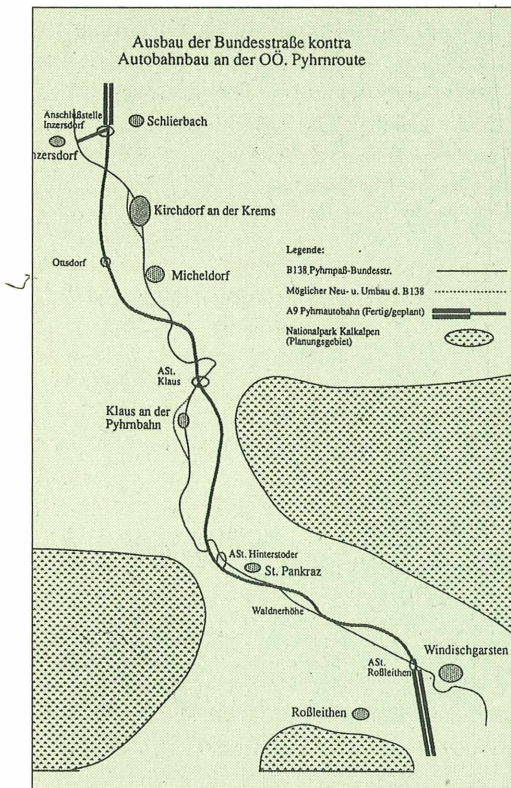 Ausbau der Bundesstraße kontra
Autobahnbau an der OÖ. Pyhrnroute
Anschlußstelle
Inzersdorf
Schlierbach
nzersdorf
Kirchdorf an der Krems
Ottsdorf
Micheldorf
Legende:
B138 Pyhrnpaß-Bundesstr.
Möglicher Neu- u. Umbau d. B138
A9 Pyhrnautobahn (Fertig/geplant)
Nationalpark Kalkalpen
(Planungsgebiet)
ASt.
Klaus
Klaus an der
Pyhrnbahn
ASt. Hinterstoder
St. Pankraz
Waldnerhöhe
Windischgarsten
ASt.
Roßleithen
Roßleithen